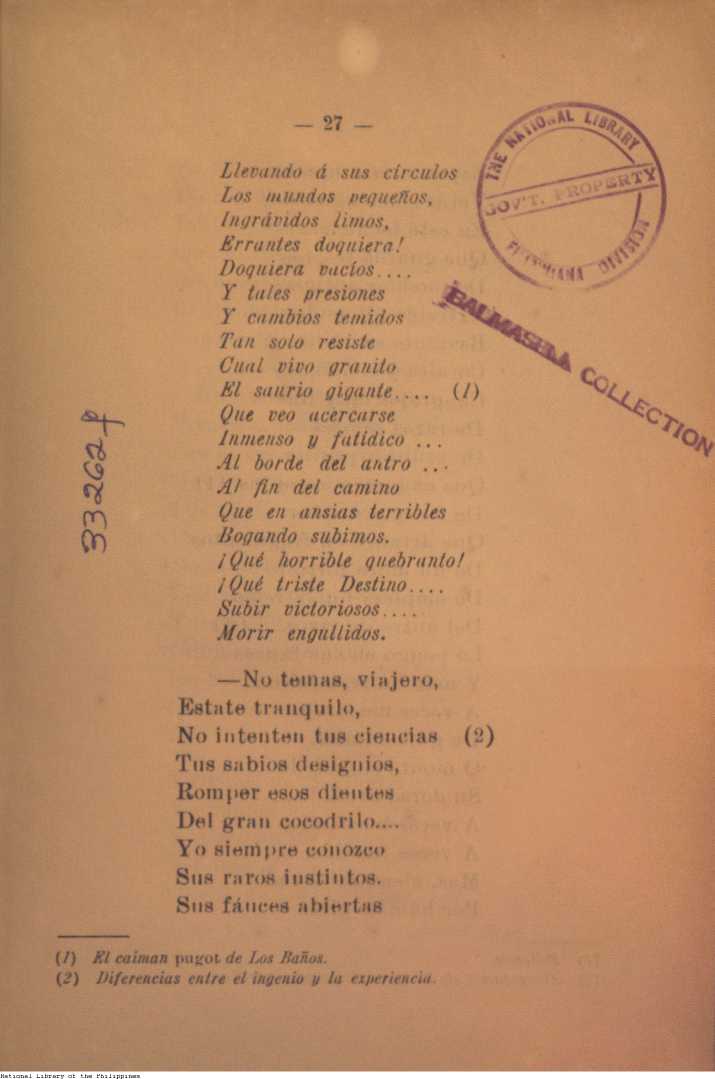 — 27 —
THE NATIONAL LIBRARY
GOV'T. PROPERTY
FILIPINIANA DIVISION
BALMASEDA COLLECTION
33262
Llevando á sus círculos
Los mundos pequeños,
Ingrávidos limos,
Errantes doquiera!
Doquiera vacíos....
Y tales presiones
Y cambios temidos
Tan solo resiste
Cual vivo granito
El saurio gigante.... (1)
Que veo acercarse
Inmenso y fatídico ...
Al borde del antro ...
Al fin del camino
Que en ansias terribles
Bogando subimos.
¡Qué horrible quebranto!
¡Qué triste Destino....
Subir victoriosos....
Morir engullidos.
—No temas, viajero,
Estate tranquilo,
No intenten tus ciencias (2)
Tus sabios designios,
Romper esos dientes
Del gran cocodrilo....
Yo siempre conozco
Sus raros instintos.
Sus fáuces abiertas
(1) El caiman pugot de Los Baños.
(2) Diferencias entre el ingenio y la experiencia.
National Library of the Philippines